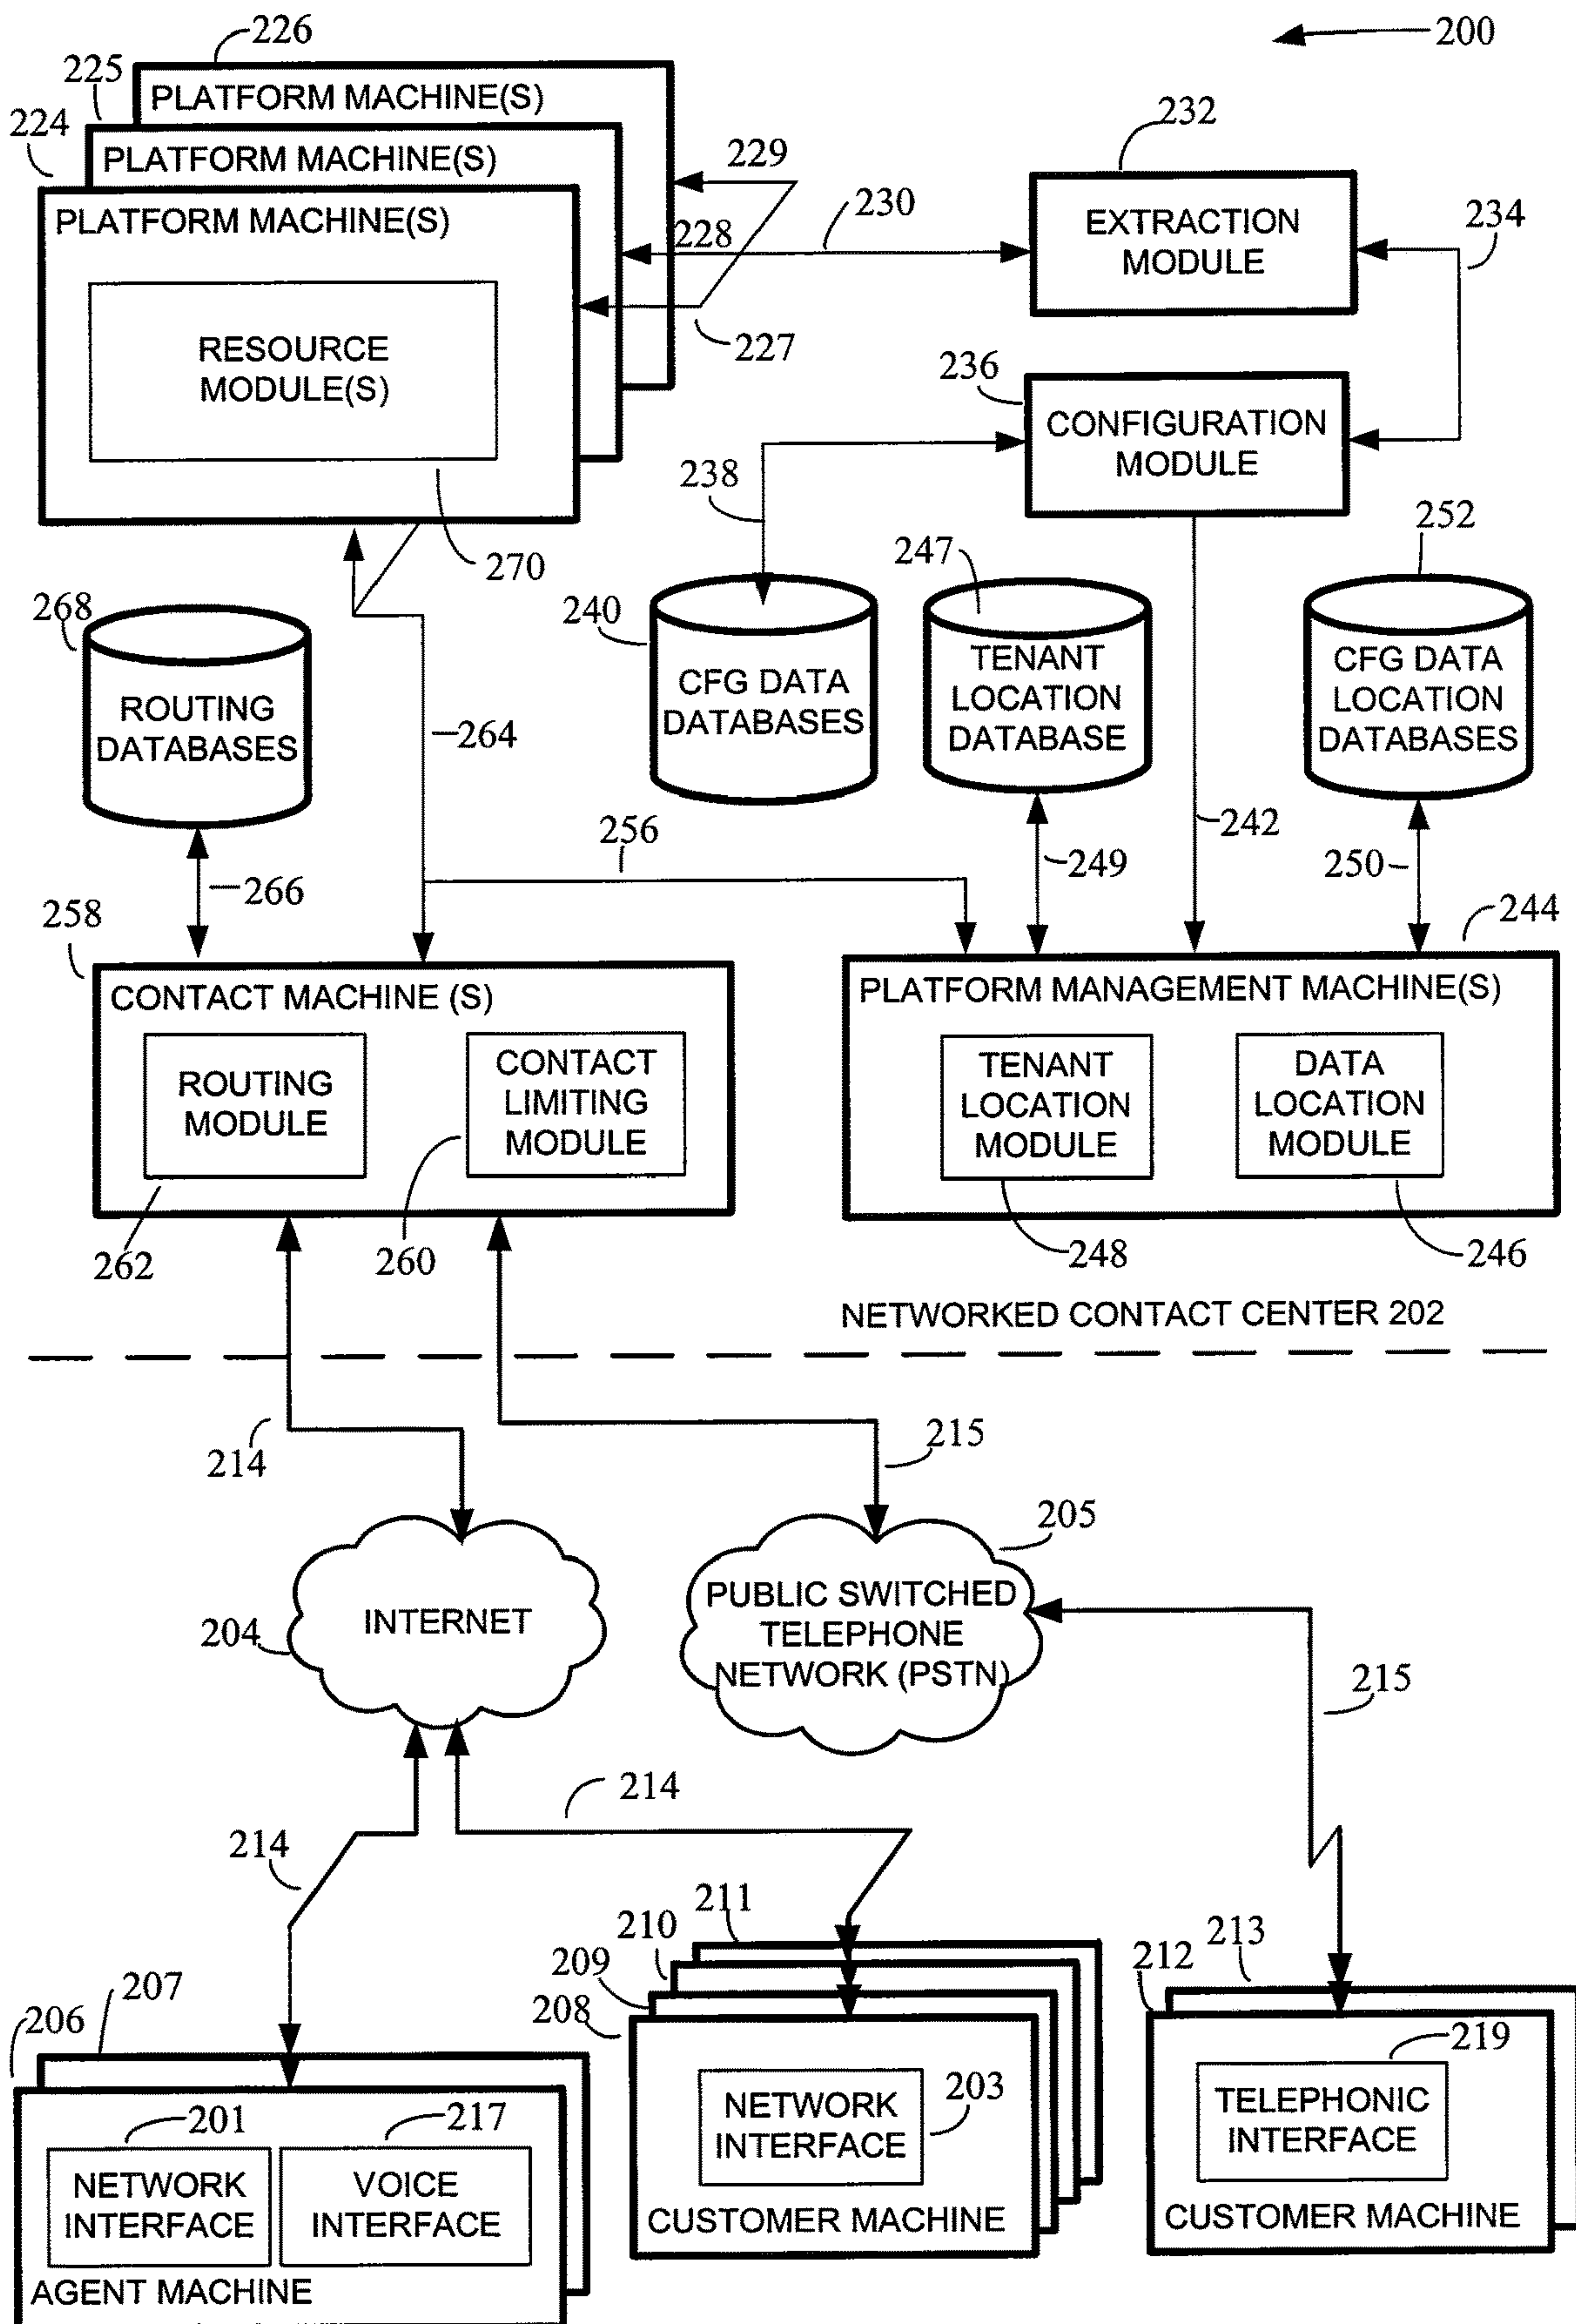 200
226
PLATFORM MACHINE(S)
225
PLATFORM MACHINE(S)
224
PLATFORM MACHINE(S)
RESOURCE
MODULE(S)
270
229
228
227
230
232
EXTRACTION
MODULE
234
236
CONFIGURATION
MODULE
238
240
CFG DATA
DATABASES
247
TENANT
LOCATION
DATABASE
252
CFG DATA
LOCATION
DATABASES
268
ROUTING
DATABASES
264
256
266
249
242
250
258
CONTACT MACHINE (S)
ROUTING
MODULE
CONTACT
LIMITING
MODULE
262
260
244
PLATFORM MANAGEMENT MACHINE(S)
TENANT
LOCATION
MODULE
DATA
LOCATION
MODULE
248
246
NETWORKED CONTACT CENTER 202
214
215
204
INTERNET
205
PUBLIC SWITCHED
TELEPHONE
NETWORK (PSTN)
215
214
214
207
206
201
217
NETWORK
INTERFACE
VOICE
INTERFACE
AGENT MACHINE
211
210
209
208
NETWORK
INTERFACE
203
CUSTOMER MACHINE
213
212
219
TELEPHONIC
INTERFACE
CUSTOMER MACHINE